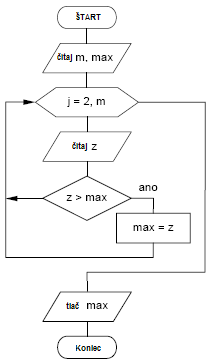 ŠTART
čítaj m, max
j = 2, m
čítaj z
z > max
ano
max = z
tlač max
Koniec